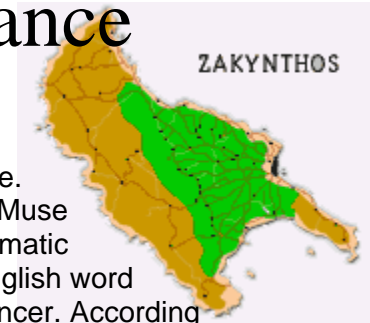 ance
ZAKYNTHOS
e.
Muse
matic
glish word
ncer. According